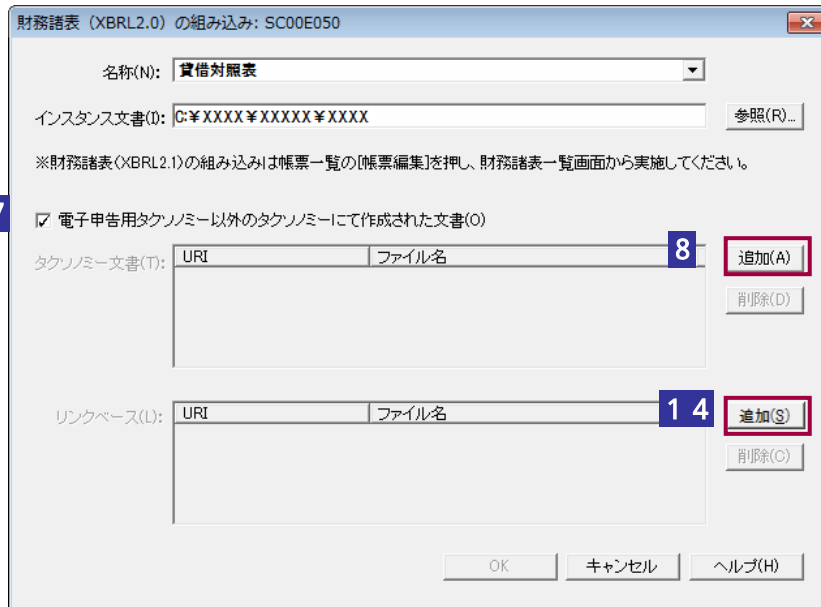 財務諸表（XBRL2.0）の組み込み: SC00E050
名称(N): 貸借対照表
インスタンス文書(I): C:¥XXXX¥XXXXX¥XXXX 参照(R)...
※財務諸表(XBRL2.1)の組み込みは帳票一覧の[帳票編集]を押し、財務諸表一覧画面から実施してください。
7 電子申告用タクソノミー以外のタクソノミーにて作成された文書(O)
タクソノミー文書(T): URI ファイル名 8 追加(A)
削除(D)
リンクベース(L): URI ファイル名 14 追加(S)
削除(C)
OK キャンセル ヘルプ(H)